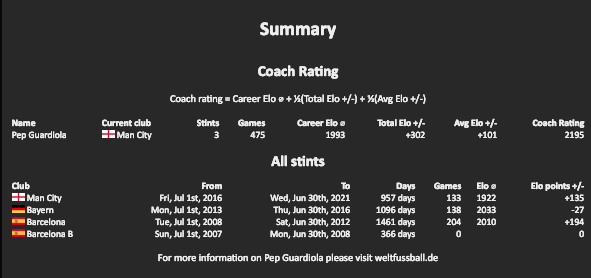 Summary
Coach Rating
Coach rating = Career Elo ø + ⅓(Total Elo +/-) + ⅓(Avg Elo +/-)
Name Current club Stints Games Career Elo ø Total Elo +/- Avg Elo +/- Coach Rating
Pep Guardiola Man City 3 475 1993 +302 +101 2195
All stints
Club From To Days Games Elo ø Elo points +/-
Man City Fri, Jul 1st, 2016 Wed, Jun 30th, 2021 957 days 133 1922 +135
Bayern Mon, Jul 1st, 2013 Thu, Jun 30th, 2016 1096 days 138 2033 -27
Barcelona Tue, Jul 1st, 2008 Sat, Jun 30th, 2012 1461 days 204 2010 +194
Barcelona B Sun, Jul 1st, 2007 Mon, Jun 30th, 2008 366 days 0 0
For more information on Pep Guardiola please visit weltfussball.de